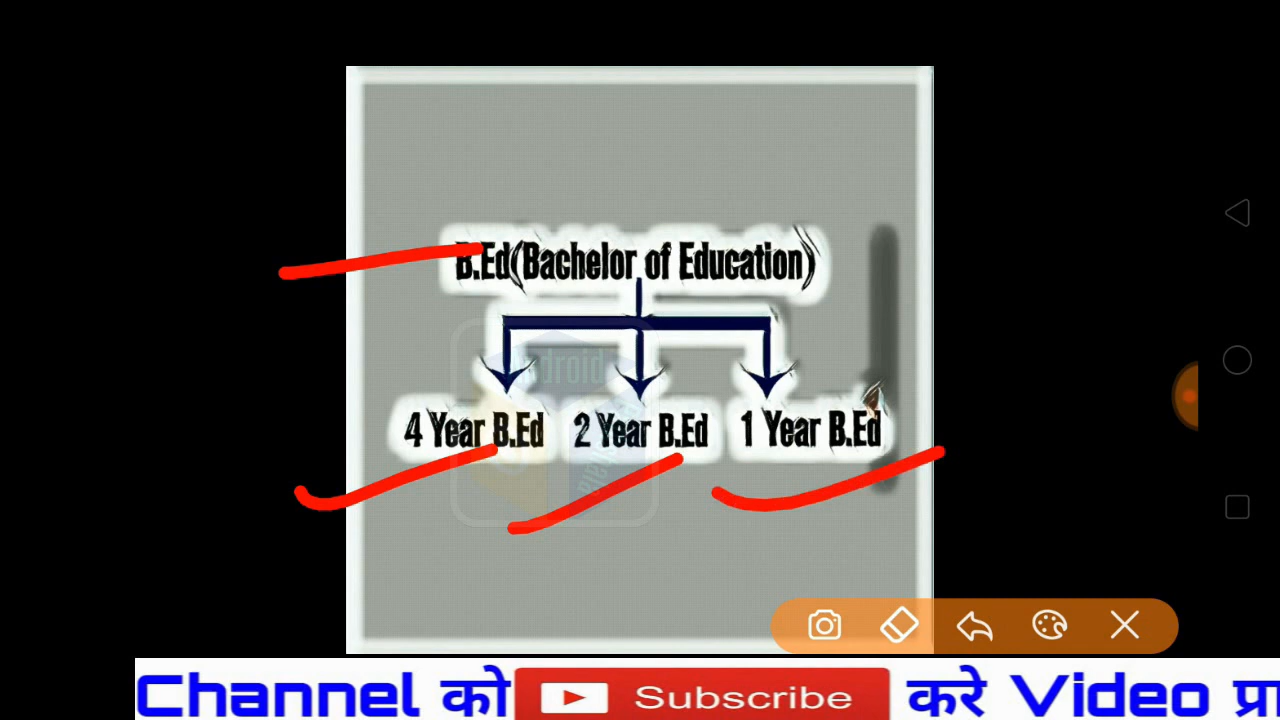 B.Ed(Bachelor of Education)
4 Year B.Ed 2 Year B.Ed 1 Year B.Ed
Channel को Subscribe करे Video प्रा